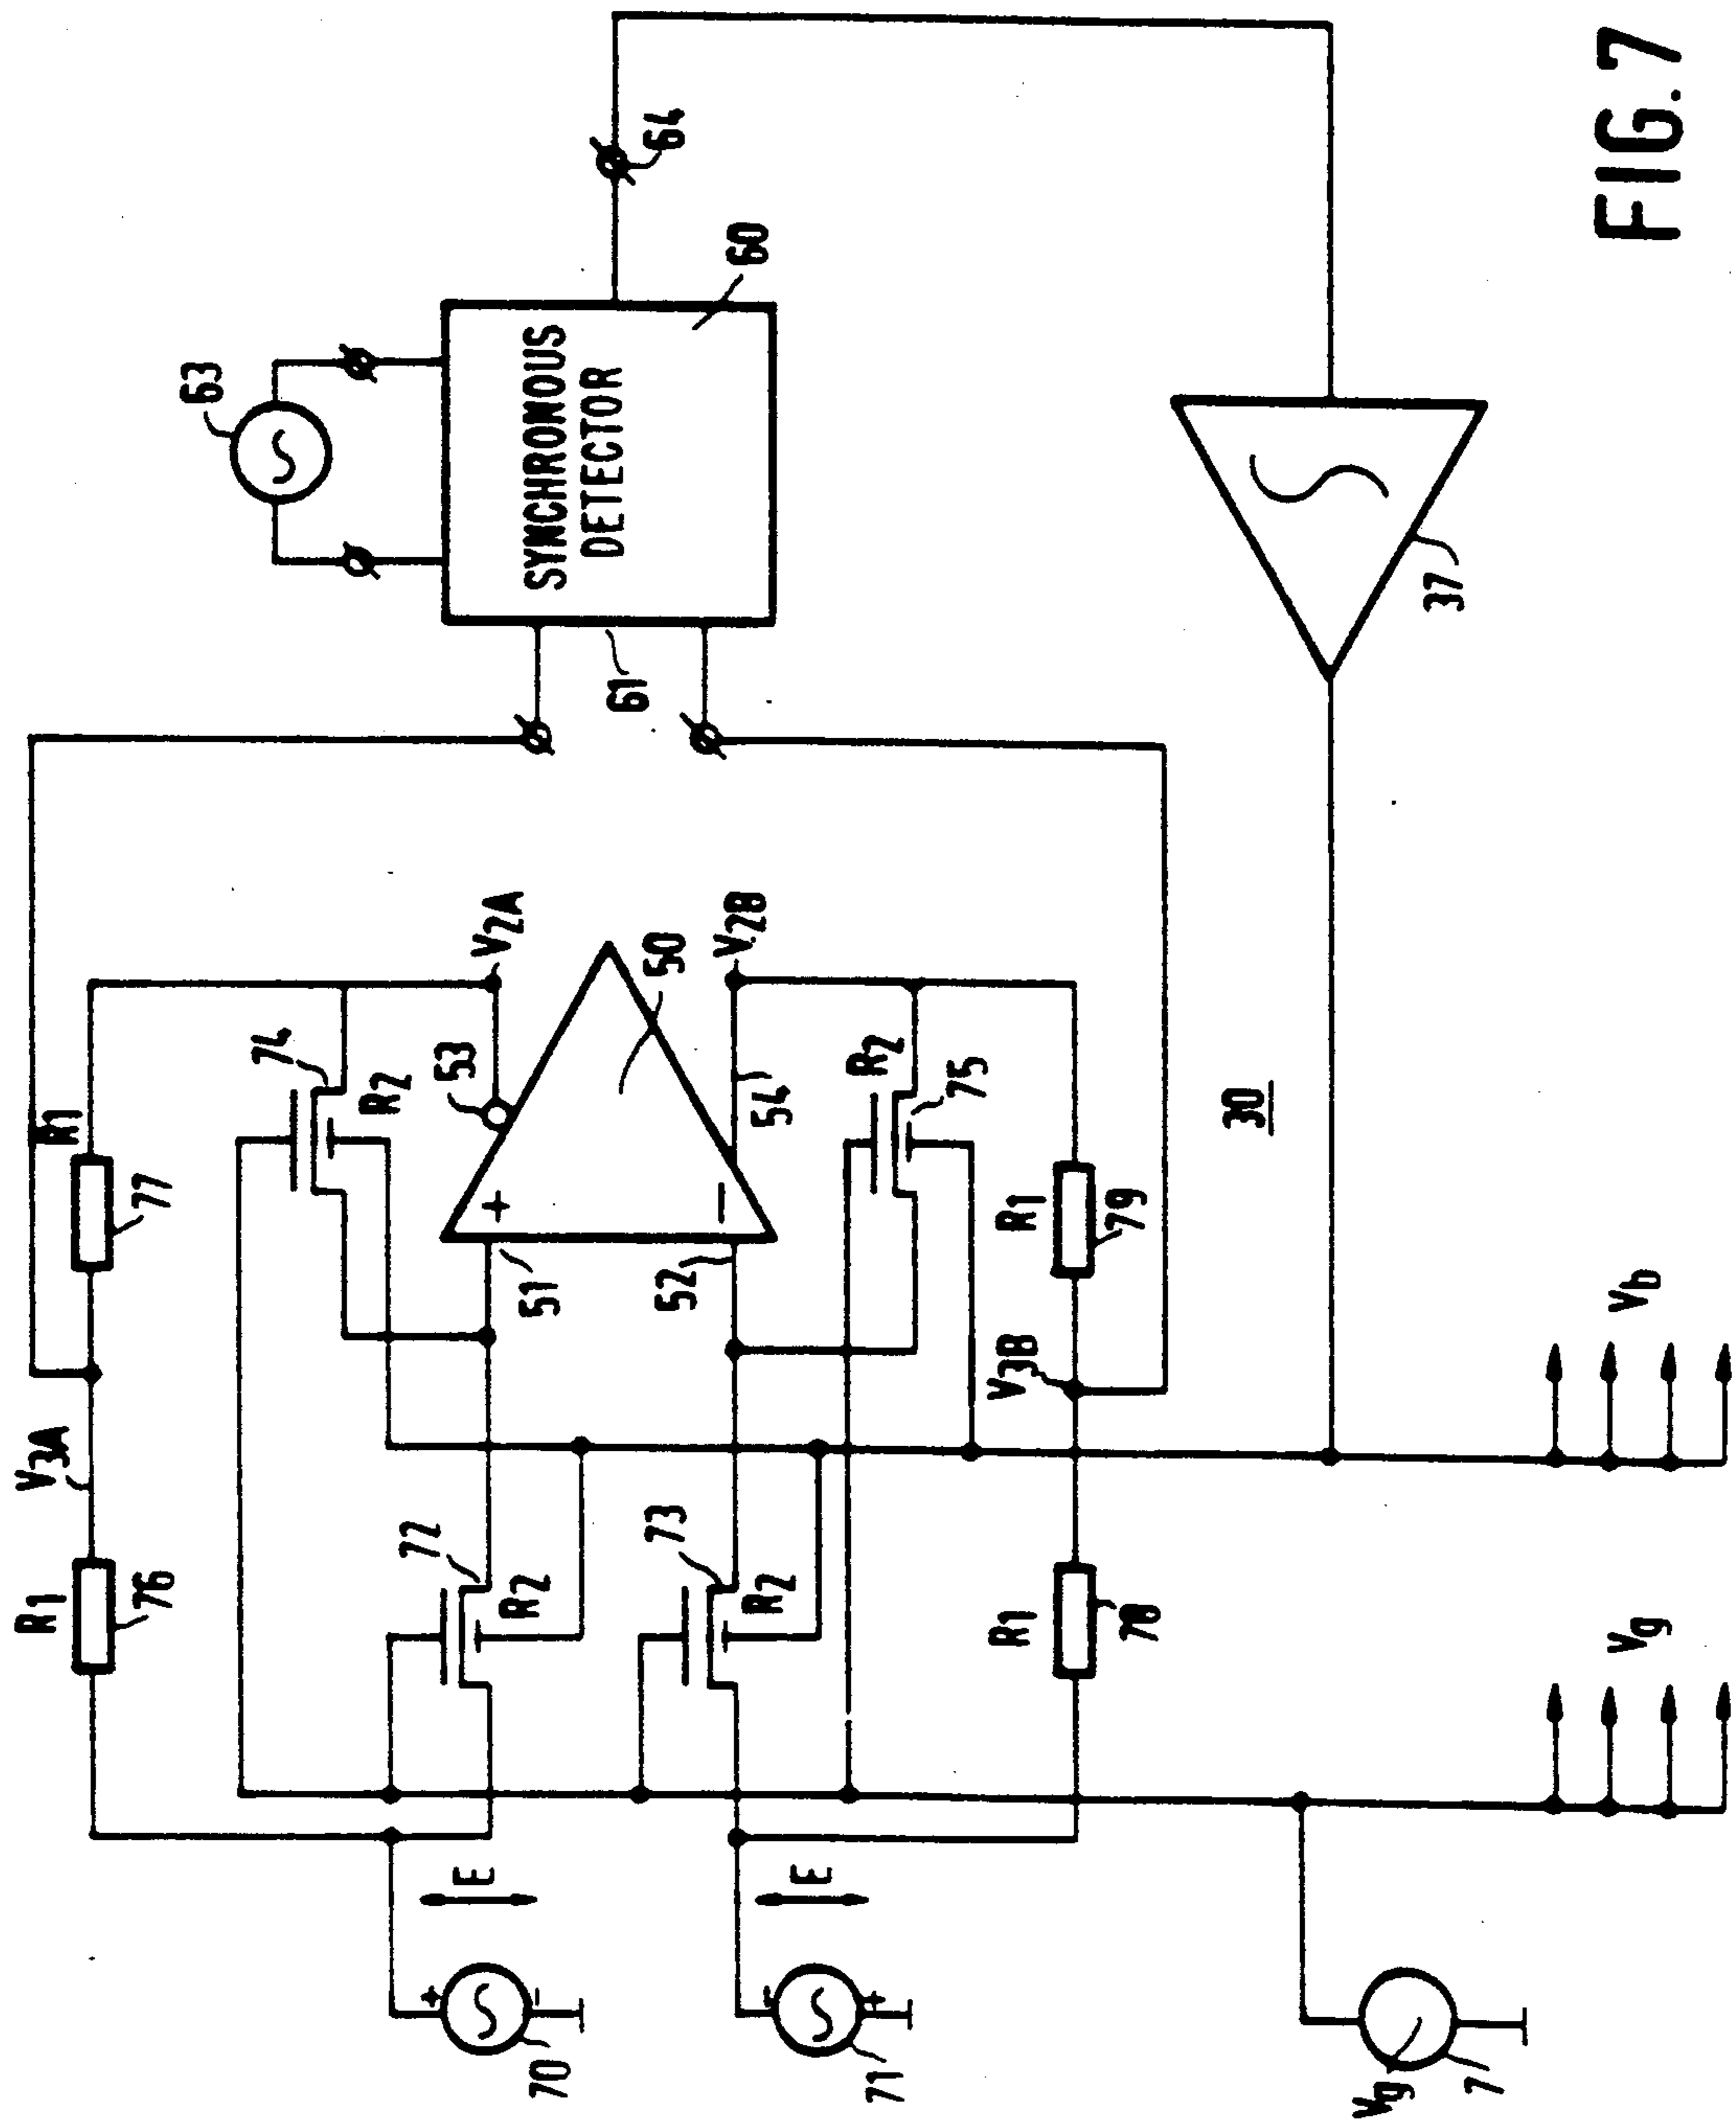 FIG. 7
63
64
60
SYNCHRONOUS
DETECTOR
61
37
V2A
V2B
50
53
54
74
R2
R2
75
R1
77
+
−
51
52
R1
79
30
V3A
V3B
72
R2
73
R2
R1
76
R1
78
Vb
Vg
E
E
+
−
70
−
+
71
Vg
7